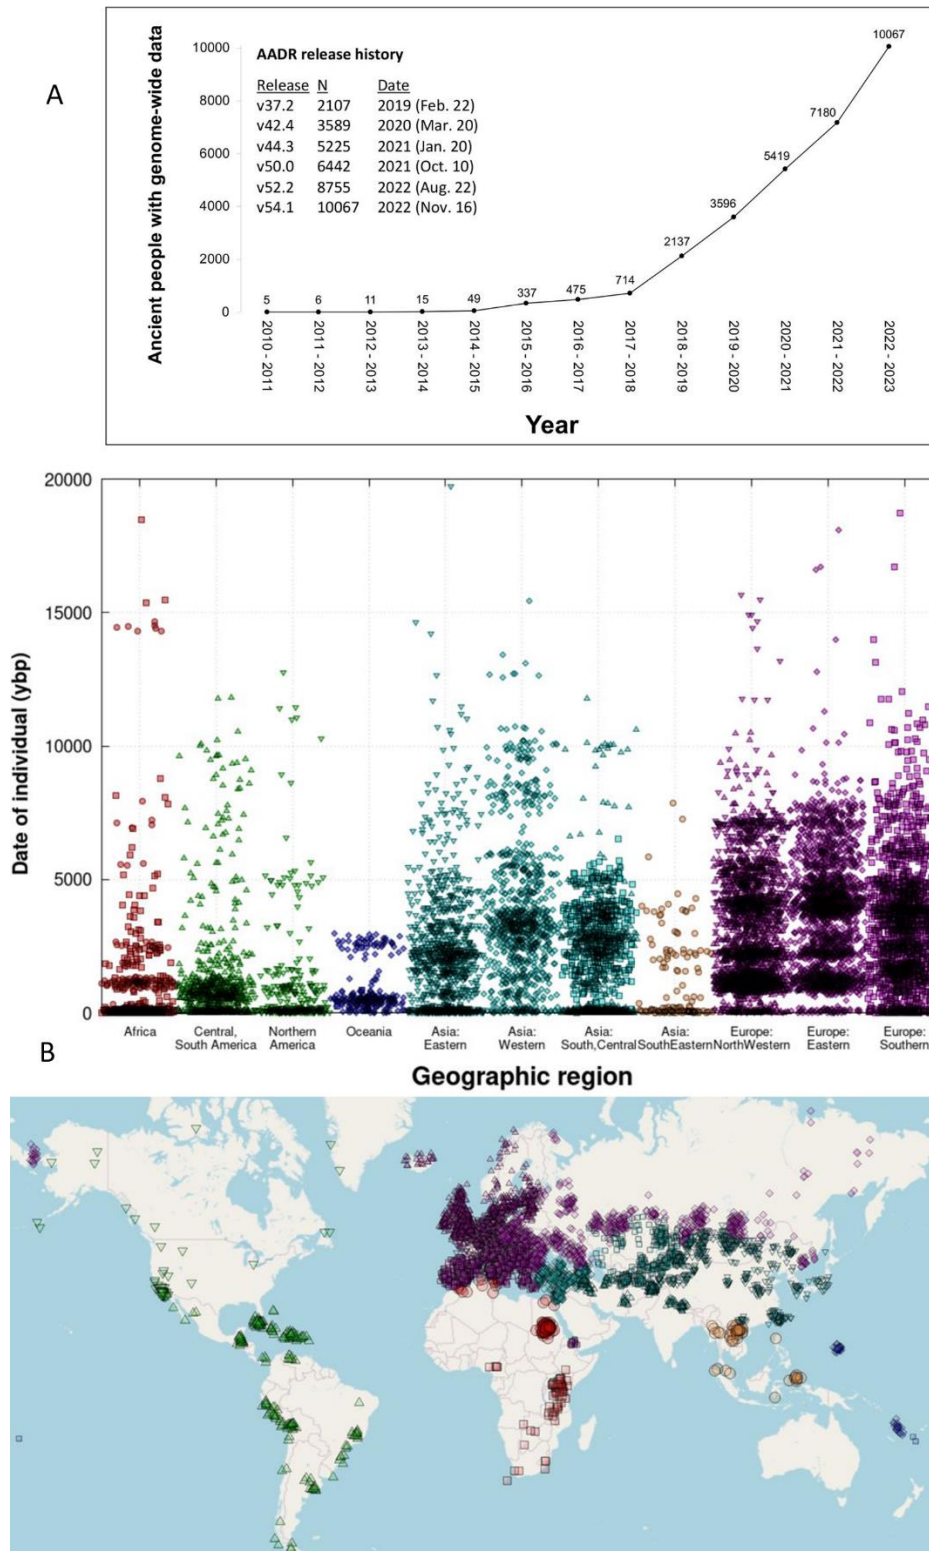 A
Ancient people with genome-wide data
10000
8000
6000
4000
2000
0
AADR release history
Release N Date
v37.2 2107 2019 (Feb. 22)
v42.4 3589 2020 (Mar. 20)
v44.3 5225 2021 (Jan. 20)
v50.0 6442 2021 (Oct. 10)
v52.2 8755 2022 (Aug. 22)
v54.1 10067 2022 (Nov. 16)
5 6 11 15 49 337 475 714 2137 3596 5419 7180 10067
2010 - 2011
2011 - 2012
2012 - 2013
2013 - 2014
2014 - 2015
2015 - 2016
2016 - 2017
2017 - 2018
2018 - 2019
2019 - 2020
2020 - 2021
2021 - 2022
2022 - 2023
Year
Date of individual (ybp)
20000
15000
10000
5000
0
Africa
Central,
South America
Northern
America
Oceania
Asia:
Eastern
Asia:
Western
Asia:
South,Central
Asia:
SouthEastern
Europe:
NorthWestern
Europe:
Eastern
Europe:
Southern
B
Geographic region